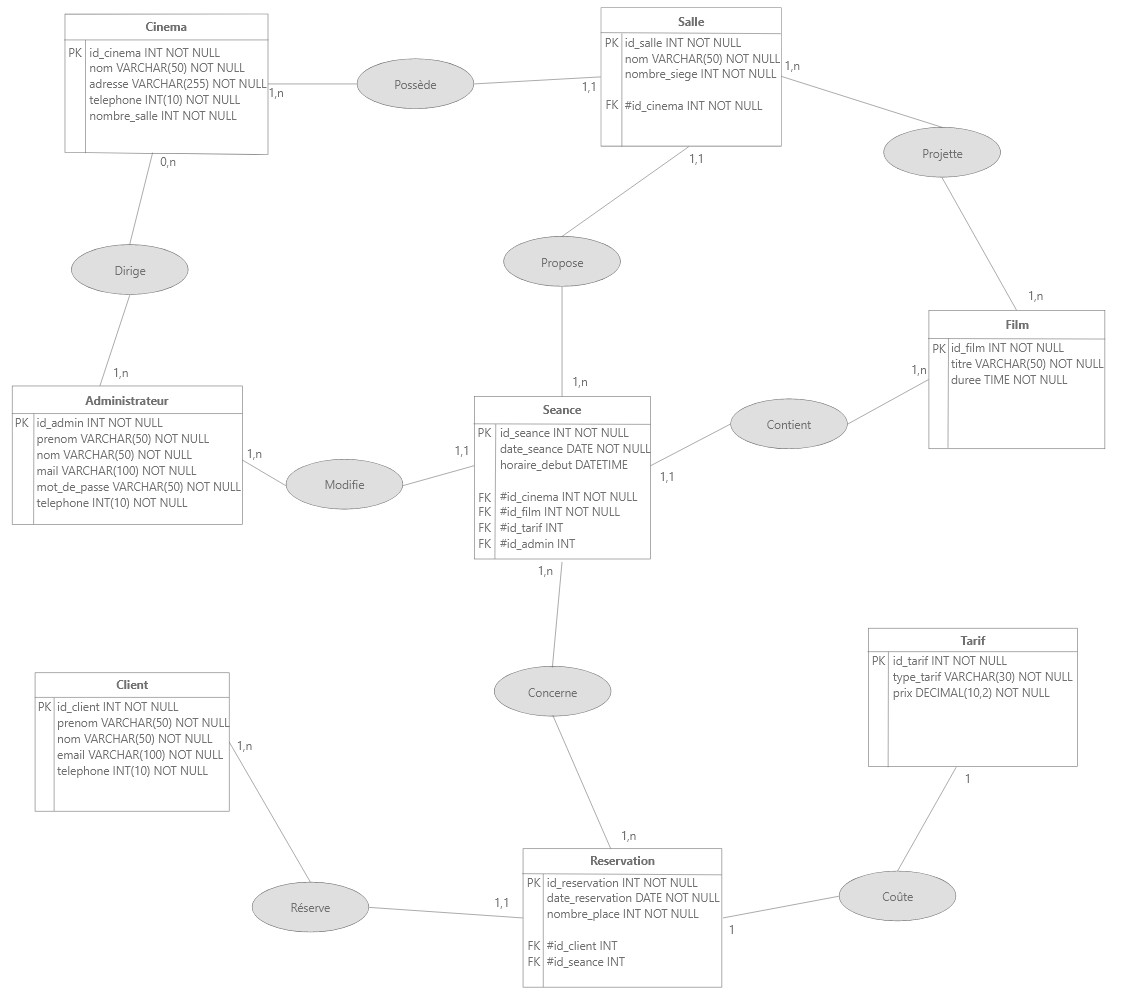 Cinema
PK id_cinema INT NOT NULL
nom VARCHAR(50) NOT NULL
adresse VARCHAR(255) NOT NULL
telephone INT(10) NOT NULL
nombre_salle INT NOT NULL
1,n
Possède
1,1
Salle
PK id_salle INT NOT NULL
nom VARCHAR(50) NOT NULL
nombre_siege INT NOT NULL
FK #id_cinema INT NOT NULL
1,n
Projette
0,n
1,1
Dirige
Propose
1,n
1,n
1,n
Film
PK id_film INT NOT NULL
titre VARCHAR(50) NOT NULL
duree TIME NOT NULL
Administrateur
PK id_admin INT NOT NULL
prenom VARCHAR(50) NOT NULL
nom VARCHAR(50) NOT NULL
mail VARCHAR(100) NOT NULL
mot_de_passe VARCHAR(50) NOT NULL
telephone INT(10) NOT NULL
1,n
Modifie
1,1
Seance
PK id_seance INT NOT NULL
date_seance DATE NOT NULL
horaire_debut DATETIME
FK #id_cinema INT NOT NULL
FK #id_film INT NOT NULL
FK #id_tarif INT
FK #id_admin INT
1,1
Contient
1,n
1,n
Concerne
Tarif
PK id_tarif INT NOT NULL
type_tarif VARCHAR(30) NOT NULL
prix DECIMAL(10,2) NOT NULL
Client
PK id_client INT NOT NULL
prenom VARCHAR(50) NOT NULL
nom VARCHAR(50) NOT NULL
email VARCHAR(100) NOT NULL
telephone INT(10) NOT NULL
1,n
1
1,n
Réserve
1,1
Reservation
PK id_reservation INT NOT NULL
date_reservation DATE NOT NULL
nombre_place INT NOT NULL
FK #id_client INT
FK #id_seance INT
1
Coûte